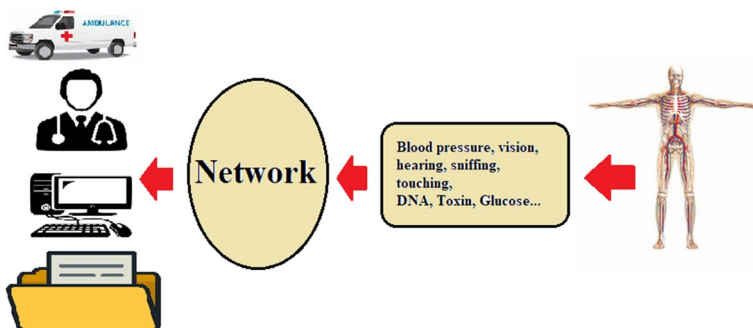 AMBULANCE
Network
Blood pressure, vision,
hearing, sniffing,
touching,
DNA, Toxin, Glucose...